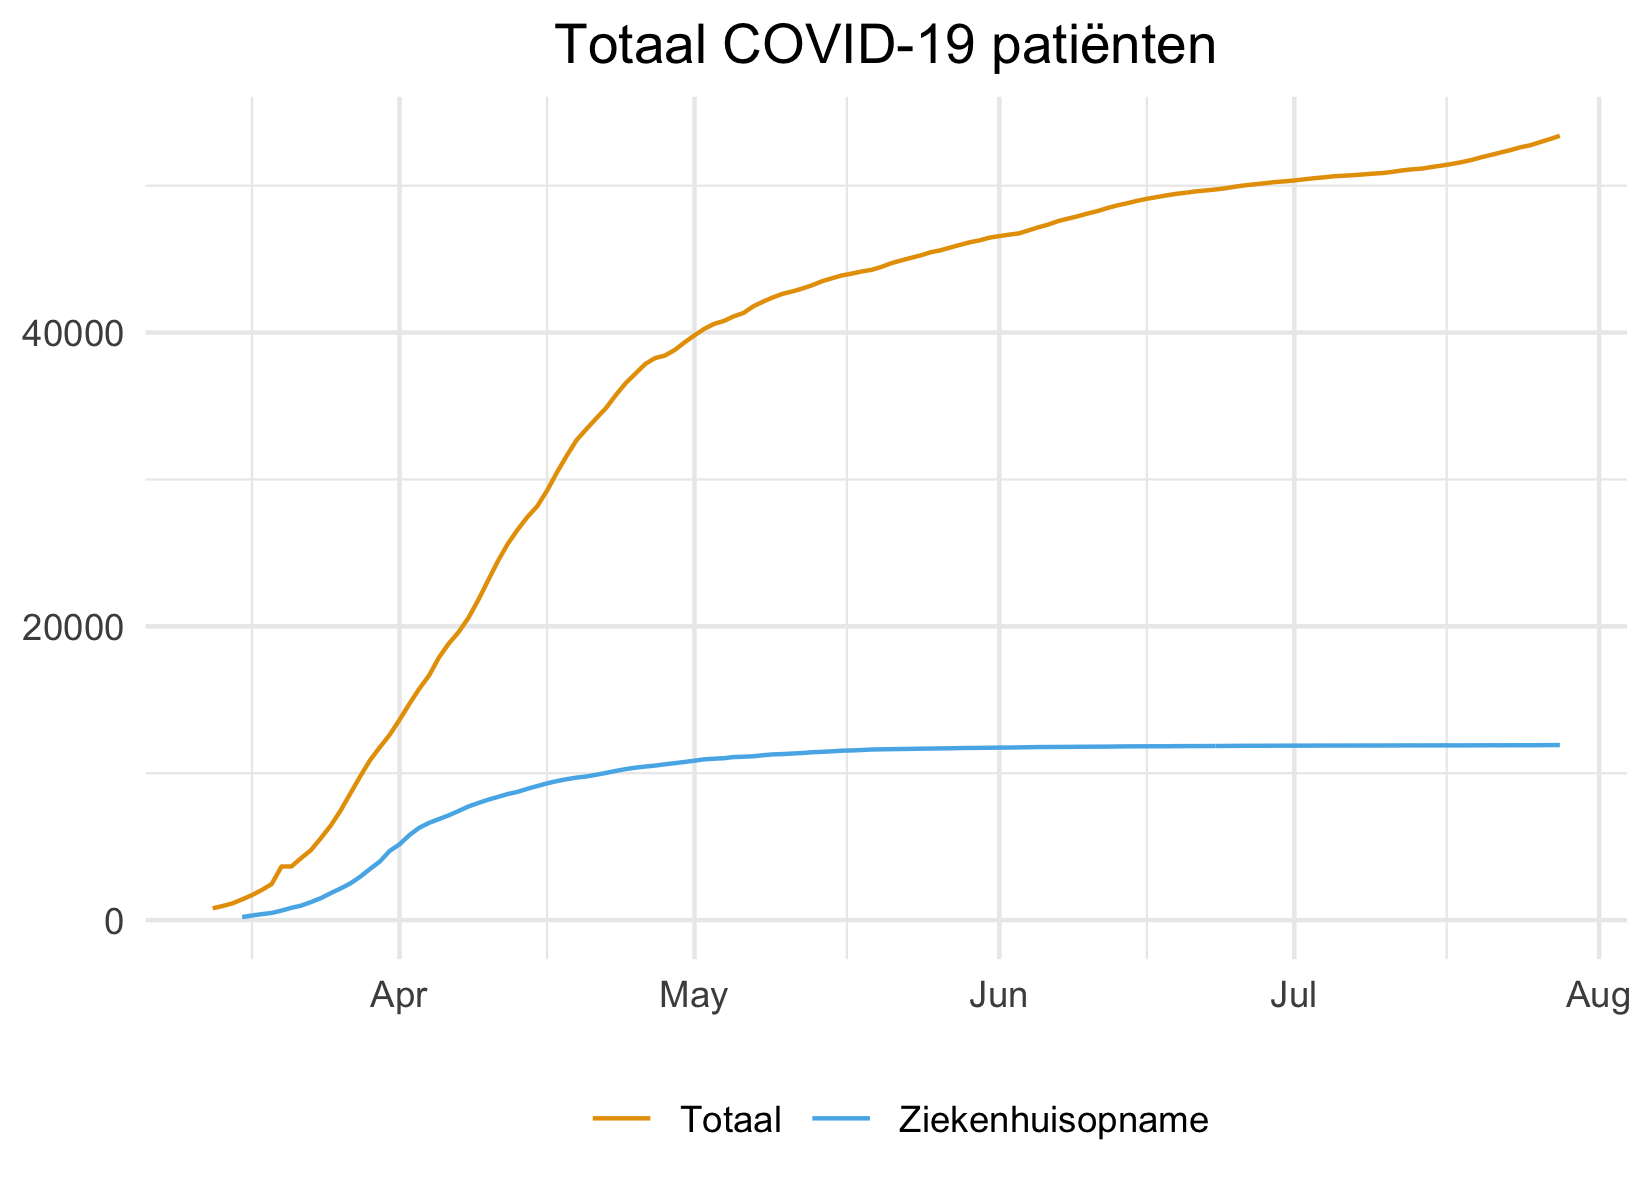 Totaal COVID-19 patiënten
40000
20000
0
Apr May Jun Jul Aug
Totaal Ziekenhuisopname